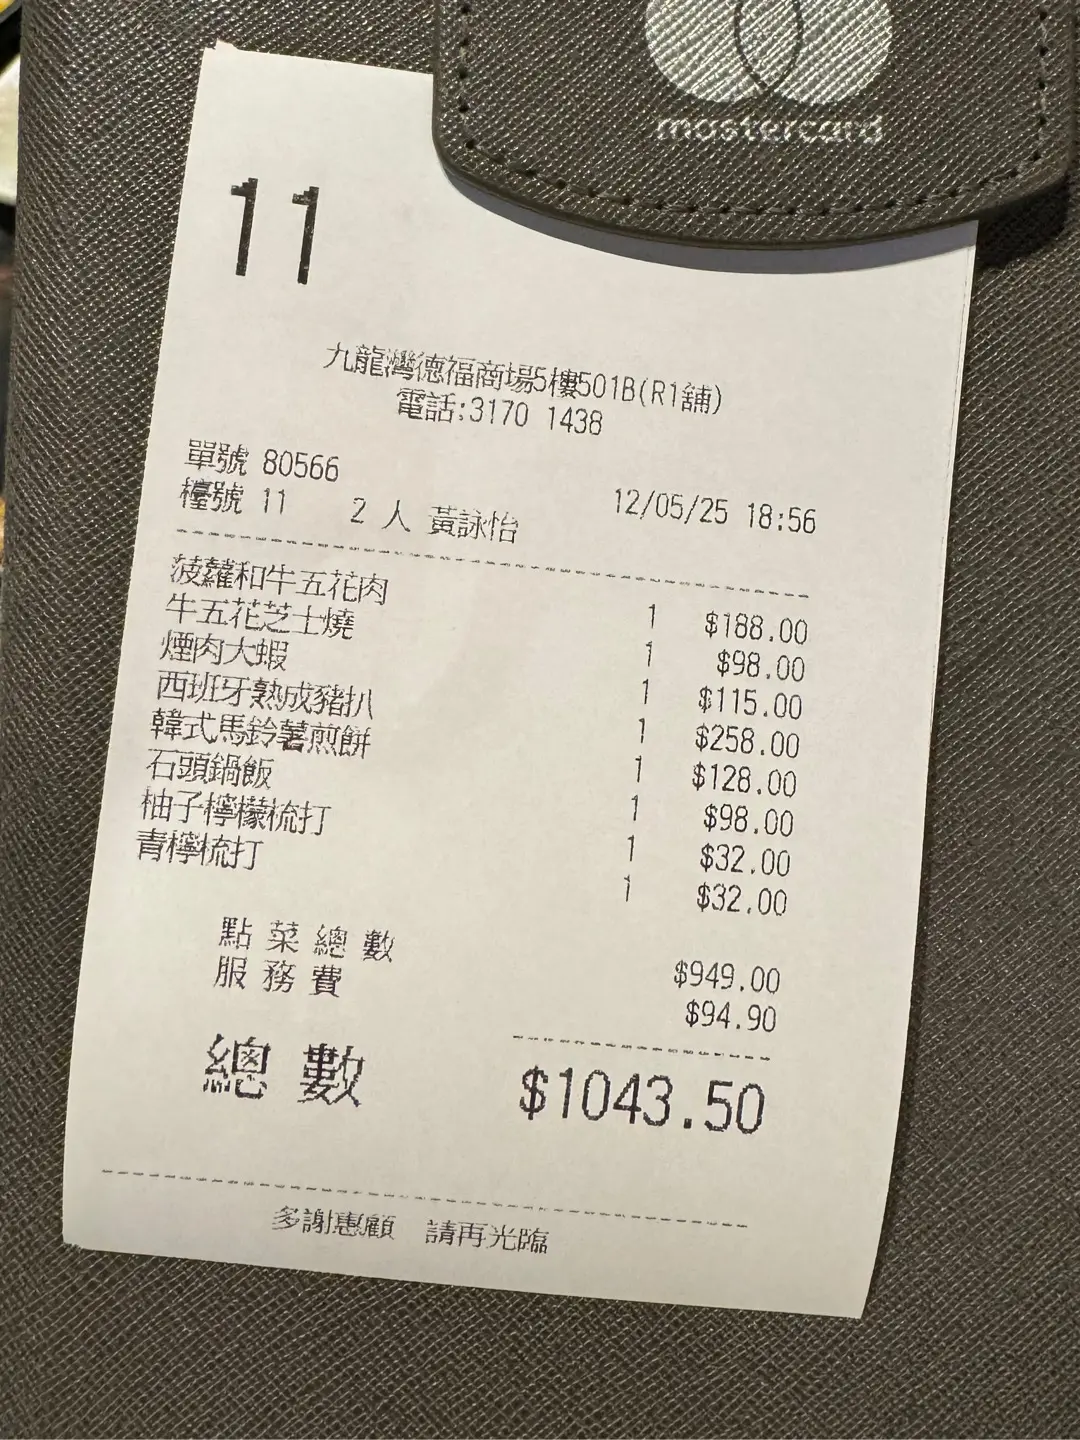 mastercard
11
九龍灣德福商場5樓501B(R1舖)
電話:3170 1438
單號 80566
檯號 11 2 人 黃詠怡 12/05/25 18:56
菠蘿和牛五花肉 1 $188.00
牛五花芝士燒 1 $98.00
煙肉大蝦 1 $115.00
西班牙熟成豬扒 1 $258.00
韓式馬鈴薯煎餅 1 $128.00
石頭鍋飯 1 $98.00
柚子檸檬梳打 1 $32.00
青檸梳打 1 $32.00
點菜總數 $949.00
服務費 $94.90
總數 $1043.50
多謝惠顧 請再光臨